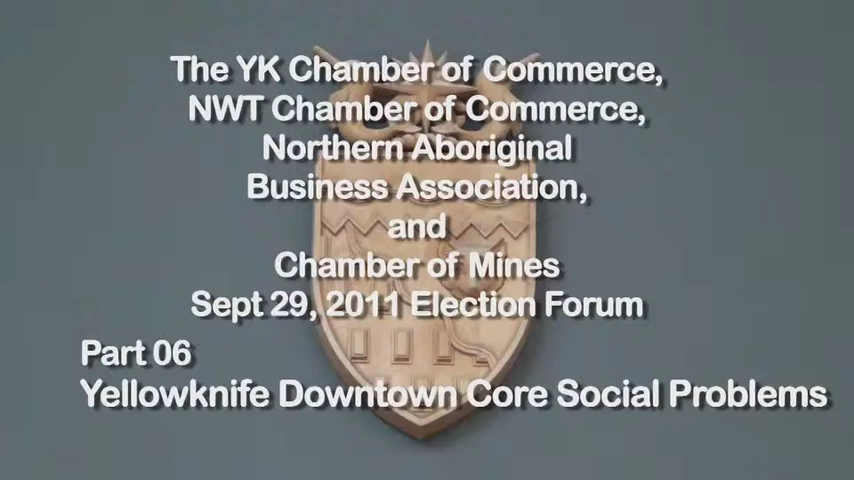 The YK Chamber of Commerce,
NWT Chamber of Commerce,
Northern Aboriginal
Business Association,
and
Chamber of Mines
Sept 29, 2011 Election Forum
Part 06
Yellowknife Downtown Core Social Problems